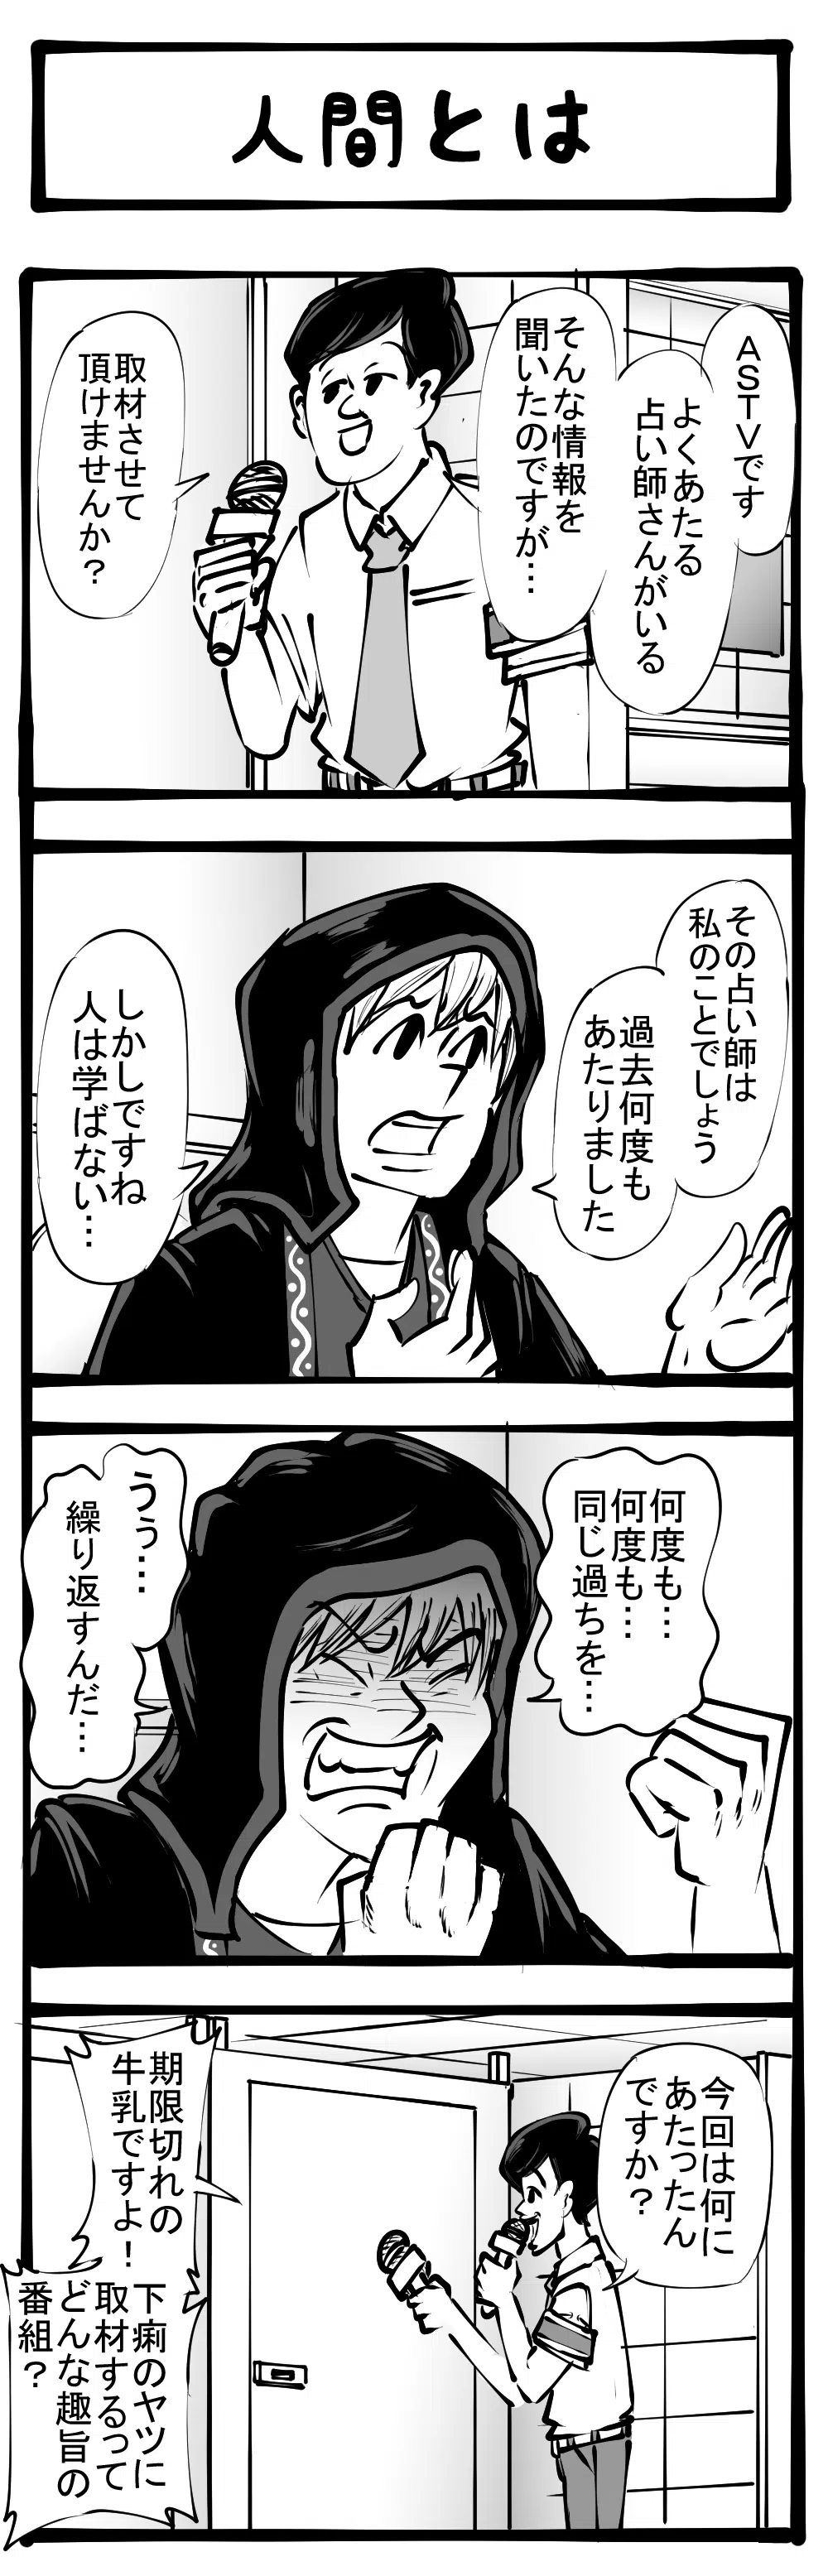 人間とは
ASTVです
よくあたる
占い師さんがいる
そんな情報を
聞いたのですが…
取材させて
頂けませんか？
その占い師は
私のことでしょう
過去何度も
あたりました
しかしですね
人は学ばない…
何度も…
何度も…
同じ過ちを…
うぅ…
繰り返すんだ…
今回は何に
あたったん
ですか？
期限切れの
牛乳ですよ！
下痢のヤツに
取材するって
どんな趣旨の
番組？